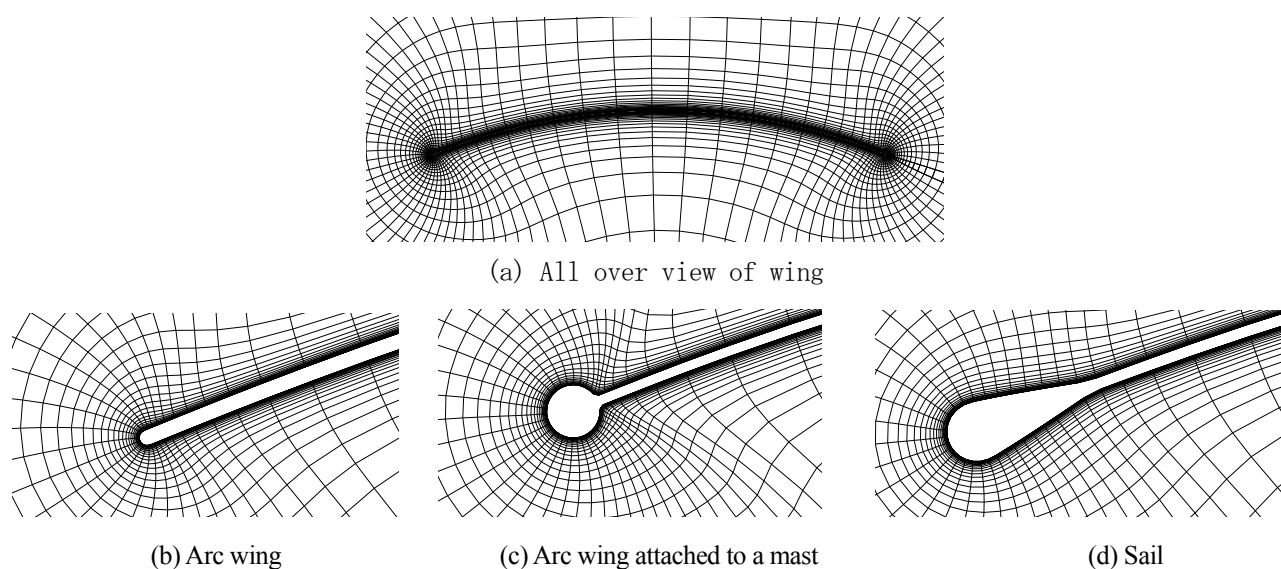 (a) All over view of wing
(b) Arc wing
(c) Arc wing attached to a mast
(d) Sail